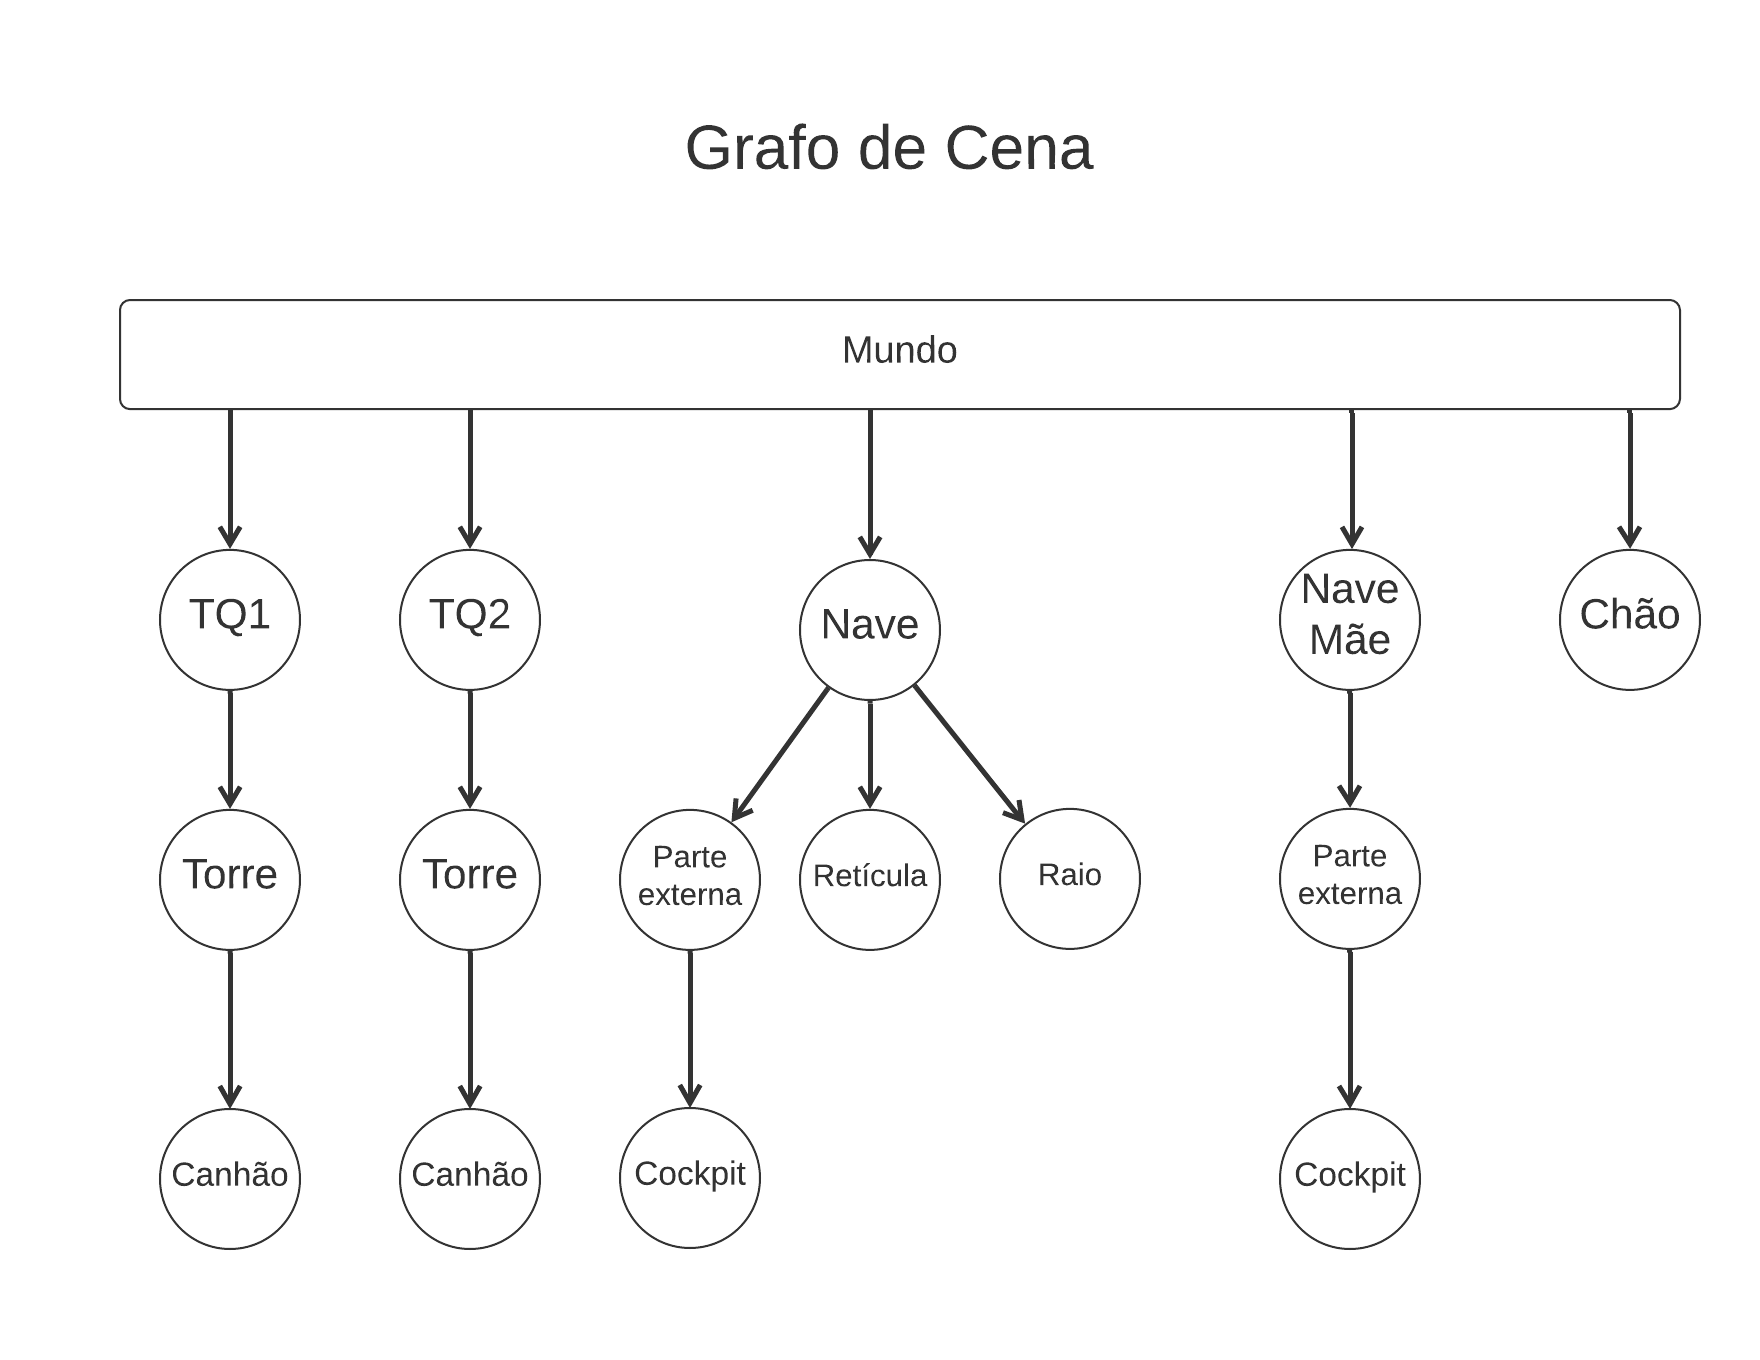 Grafo de Cena
Mundo
TQ1
TQ2
Nave
Nave
Mãe
Chão
Torre
Torre
Parte
externa
Retícula
Raio
Parte
externa
Canhão
Canhão
Cockpit
Cockpit